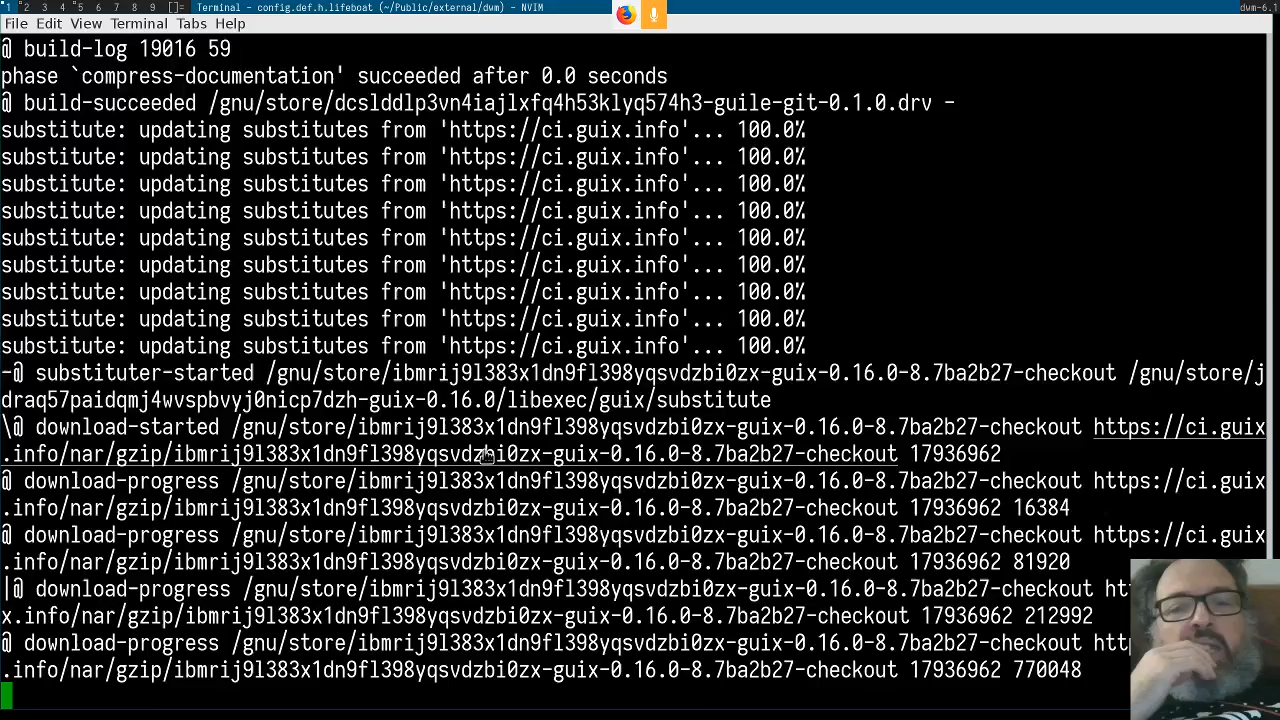 1 2 3 4 5 6 7 8 9 []= Terminal - config.def.h.lifeboat (~/Public/external/dwm) - NVIM dwm-6.1
File Edit View Terminal Tabs Help
@ build-log 19016 59
phase `compress-documentation' succeeded after 0.0 seconds
@ build-succeeded /gnu/store/dcslddlp3vn4iajlxfq4h53klyq574h3-guile-git-0.1.0.drv -
substitute: updating substitutes from 'https://ci.guix.info'... 100.0%
substitute: updating substitutes from 'https://ci.guix.info'... 100.0%
substitute: updating substitutes from 'https://ci.guix.info'... 100.0%
substitute: updating substitutes from 'https://ci.guix.info'... 100.0%
substitute: updating substitutes from 'https://ci.guix.info'... 100.0%
substitute: updating substitutes from 'https://ci.guix.info'... 100.0%
substitute: updating substitutes from 'https://ci.guix.info'... 100.0%
substitute: updating substitutes from 'https://ci.guix.info'... 100.0%
substitute: updating substitutes from 'https://ci.guix.info'... 100.0%
-@ substituter-started /gnu/store/ibmrij9l383x1dn9fl398yqsvdzbi0zx-guix-0.16.0-8.7ba2b27-checkout /gnu/store/j
draq57paidqmj4wvspbvyj0nicp7dzh-guix-0.16.0/libexec/guix/substitute
\@ download-started /gnu/store/ibmrij9l383x1dn9fl398yqsvdzbi0zx-guix-0.16.0-8.7ba2b27-checkout https://ci.guix
.info/nar/gzip/ibmrij9l383x1dn9fl398yqsvdzbi0zx-guix-0.16.0-8.7ba2b27-checkout 17936962
@ download-progress /gnu/store/ibmrij9l383x1dn9fl398yqsvdzbi0zx-guix-0.16.0-8.7ba2b27-checkout https://ci.guix
.info/nar/gzip/ibmrij9l383x1dn9fl398yqsvdzbi0zx-guix-0.16.0-8.7ba2b27-checkout 17936962 16384
@ download-progress /gnu/store/ibmrij9l383x1dn9fl398yqsvdzbi0zx-guix-0.16.0-8.7ba2b27-checkout https://ci.guix
.info/nar/gzip/ibmrij9l383x1dn9fl398yqsvdzbi0zx-guix-0.16.0-8.7ba2b27-checkout 17936962 81920
|@ download-progress /gnu/store/ibmrij9l383x1dn9fl398yqsvdzbi0zx-guix-0.16.0-8.7ba2b27-checkout ht
x.info/nar/gzip/ibmrij9l383x1dn9fl398yqsvdzbi0zx-guix-0.16.0-8.7ba2b27-checkout 17936962 212992
@ download-progress /gnu/store/ibmrij9l383x1dn9fl398yqsvdzbi0zx-guix-0.16.0-8.7ba2b27-checkout htt
.info/nar/gzip/ibmrij9l383x1dn9fl398yqsvdzbi0zx-guix-0.16.0-8.7ba2b27-checkout 17936962 770048